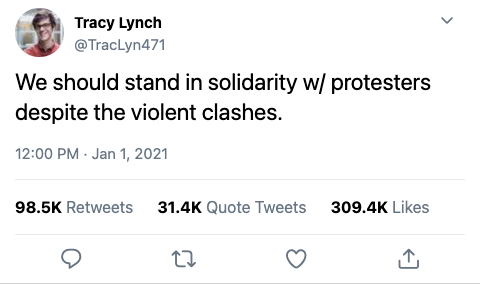 Tracy Lynch
@TracLyn471
We should stand in solidarity w/ protesters
despite the violent clashes.
12:00 PM · Jan 1, 2021
98.5K Retweets 31.4K Quote Tweets 309.4K Likes